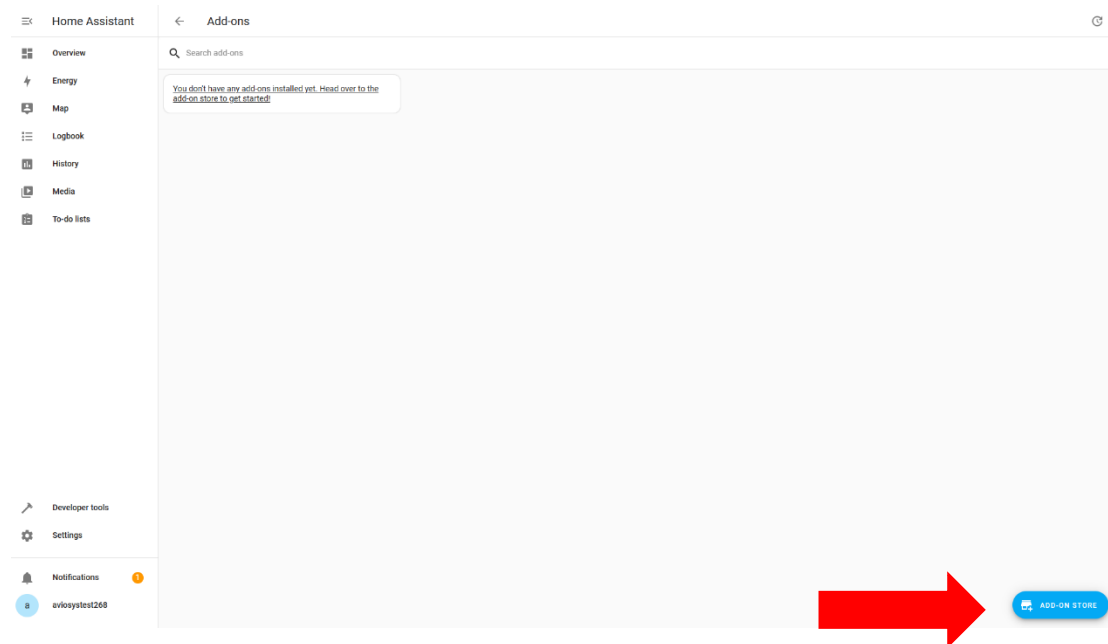 Home Assistant
Add-ons
Overview
Search add-ons
Energy
You don't have any add-ons installed yet. Head over to the
add-on store to get started!
Map
Logbook
History
Media
To-do lists
Developer tools
Settings
Notifications 1
a aviosystest268
ADD-ON STORE